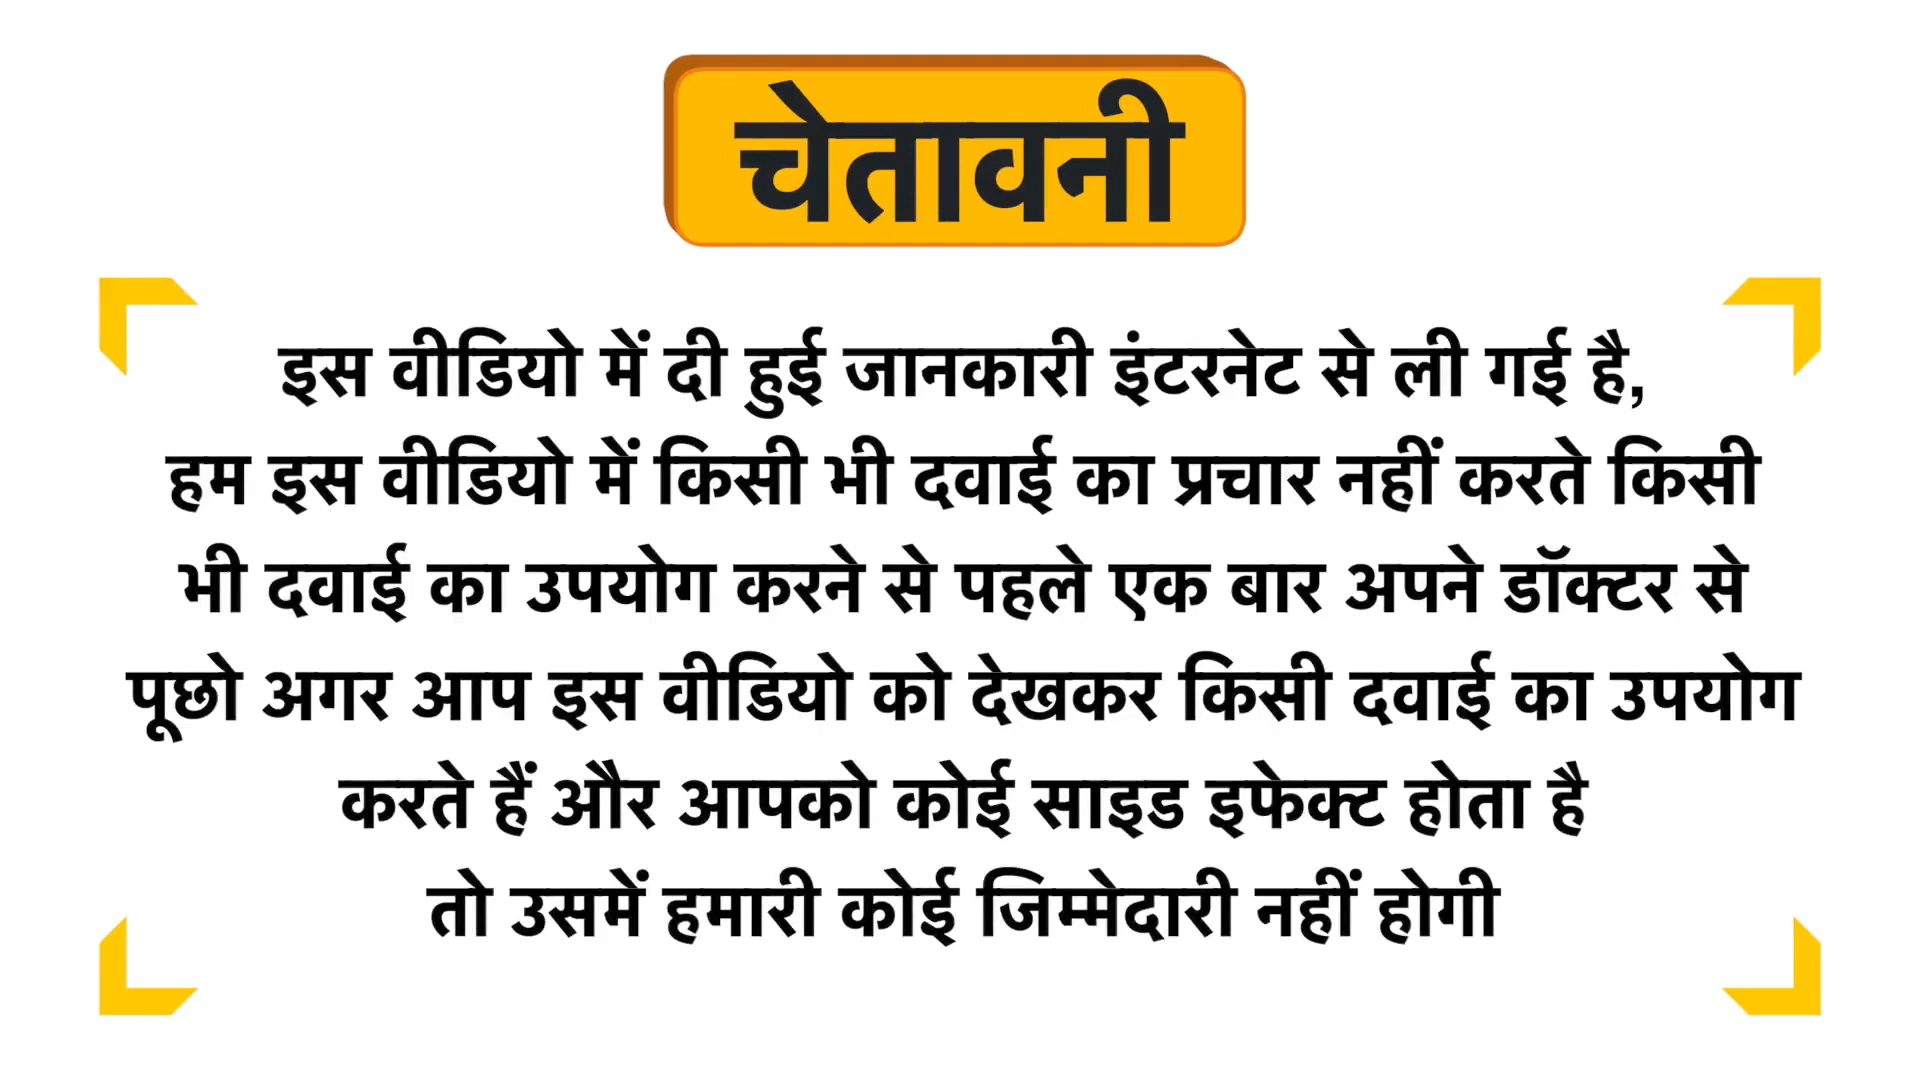 चेतावनी
इस वीडियो में दी हुई जानकारी इंटरनेट से ली गई है,
हम इस वीडियो में किसी भी दवाई का प्रचार नहीं करते किसी
भी दवाई का उपयोग करने से पहले एक बार अपने डॉक्टर से
पूछो अगर आप इस वीडियो को देखकर किसी दवाई का उपयोग
करते हैं और आपको कोई साइड इफेक्ट होता है
तो उसमें हमारी कोई जिम्मेदारी नहीं होगी